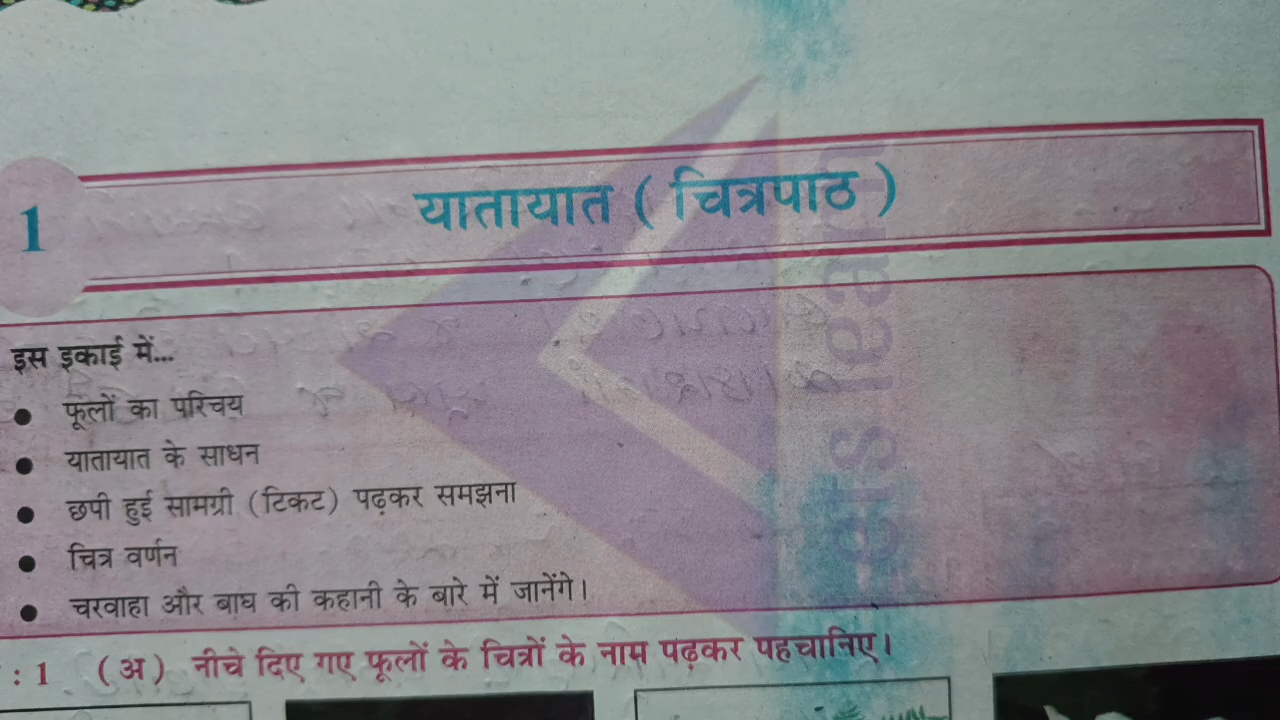 1
यातायात ( चित्रपाठ )
इस इकाई में...
● फूलों का परिचय
● यातायात के साधन
● छपी हुई सामग्री (टिकट) पढ़कर समझना
● चित्र वर्णन
● चरवाहा और बाघ की कहानी के बारे में जानेंगे।
: 1 (अ) नीचे दिए गए फूलों के चित्रों के नाम पढ़कर पहचानिए।